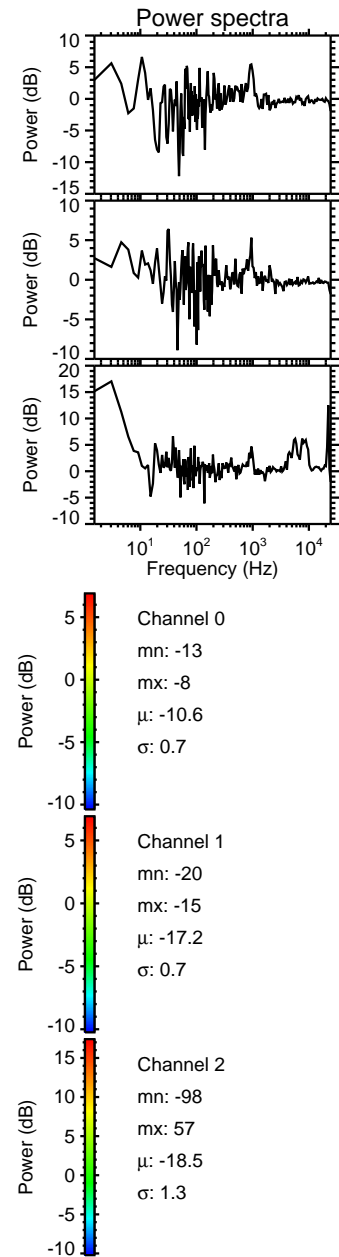 Power spectra
10
5
0
-5
-10
-15
Power (dB)
10
5
0
-5
-10
Power (dB)
20
15
10
5
0
-5
-10
Power (dB)
10^1 10^2 10^3 10^4
Frequency (Hz)
5
0
-5
-10
Power (dB)
Channel 0
mn: -13
mx: -8
μ: -10.6
σ: 0.7
5
0
-5
-10
Power (dB)
Channel 1
mn: -20
mx: -15
μ: -17.2
σ: 0.7
15
10
5
0
-5
-10
Power (dB)
Channel 2
mn: -98
mx: 57
μ: -18.5
σ: 1.3